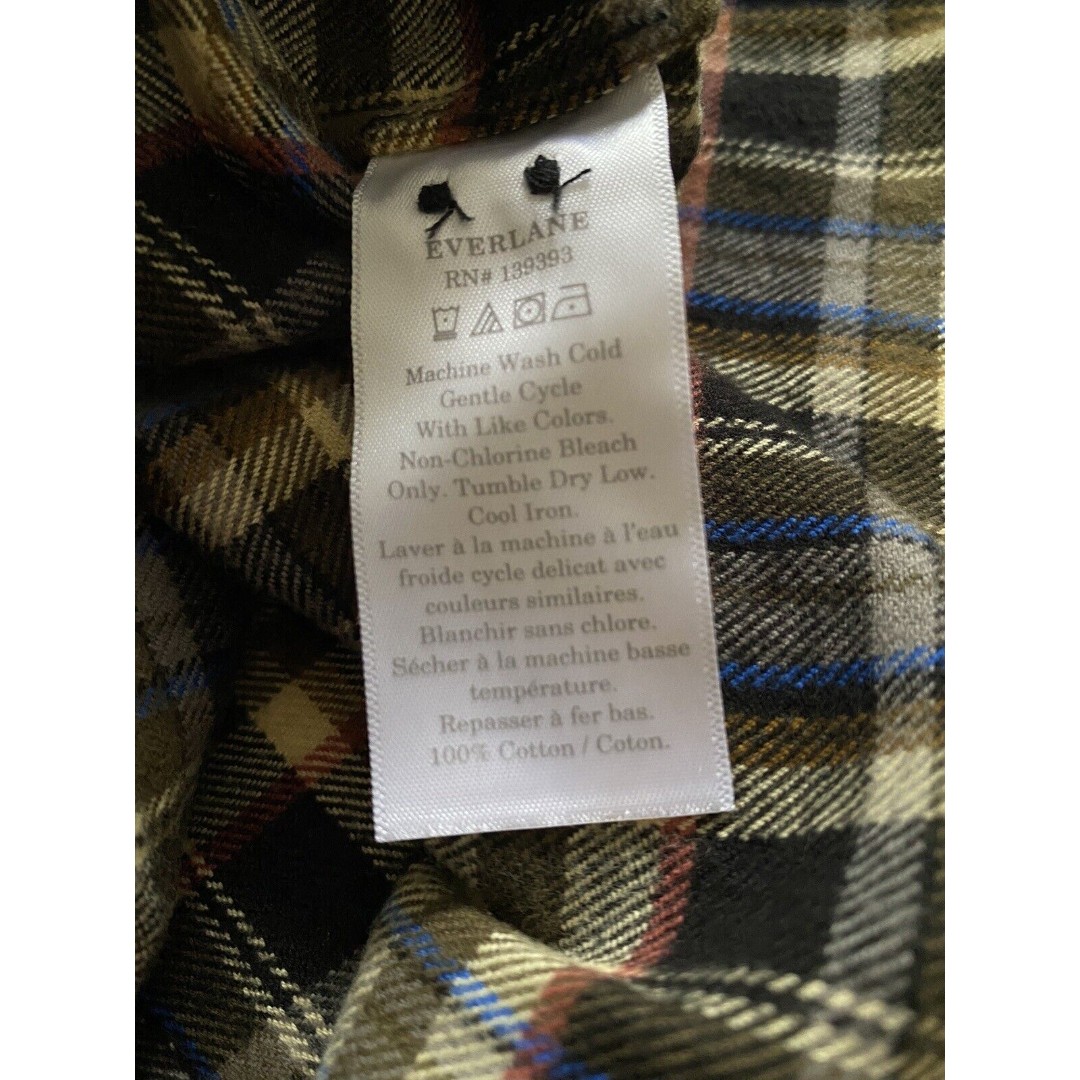 EVERLANE
RN# 139393
Machine Wash Cold
Gentle Cycle
With Like Colors.
Non-Chlorine Bleach
Only. Tumble Dry Low.
Cool Iron.
Laver à la machine à l'eau
froide cycle delicat avec
couleurs similaires.
Blanchir sans chlore.
Sécher à la machine basse
température.
Repasser à fer bas.
100% Cotton / Coton.